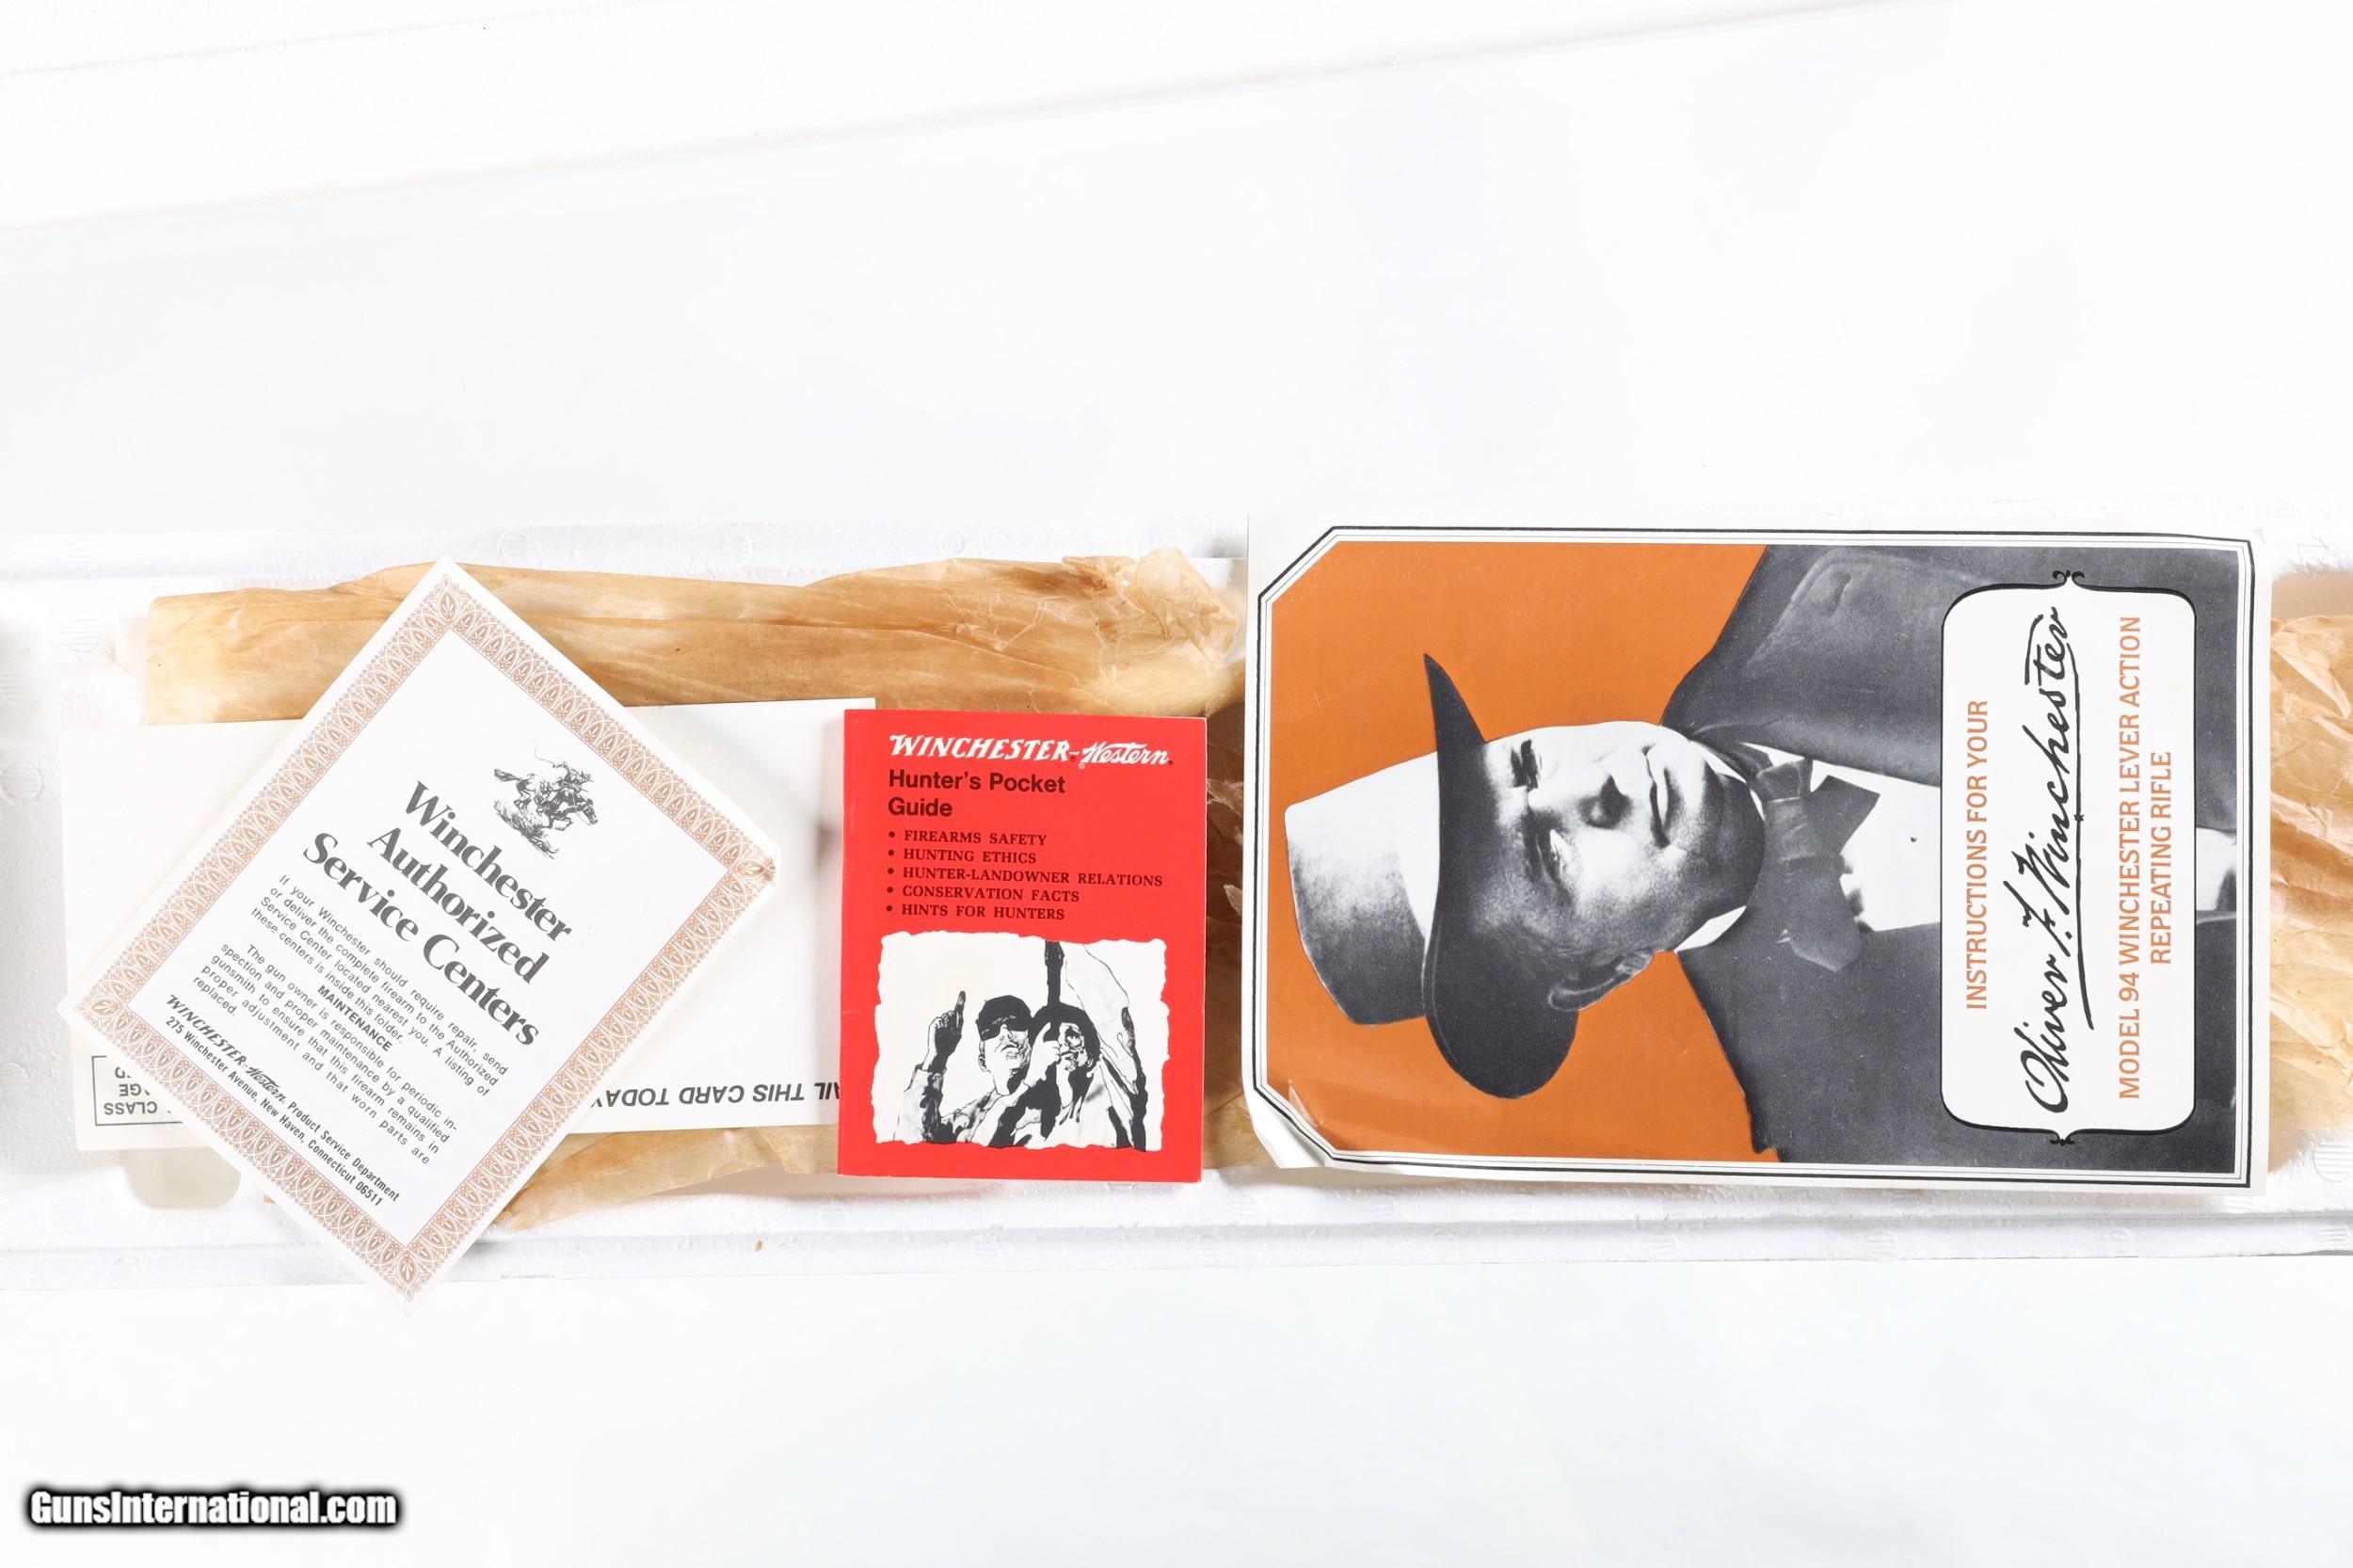 Winchester
Authorized
Service Centers
If your Winchester should require repair, send
or deliver the complete firearm to the Authorized
Service Center located nearest you. A listing of
these centers is inside this folder.
MAINTENANCE
The gun owner is responsible for periodic in-
spection and proper maintenance by a qualified
gunsmith to ensure that this firearm remains in
proper adjustment and that worn parts are
replaced.
WINCHESTER-Western Product Service Department
275 Winchester Avenue, New Haven, Connecticut 06511
CLASS
THIS CARD TODAY
WINCHESTER-Western
Hunter's Pocket
Guide
• FIREARMS SAFETY
• HUNTING ETHICS
• HUNTER-LANDOWNER RELATIONS
• CONSERVATION FACTS
• HINTS FOR HUNTERS
INSTRUCTIONS FOR YOUR
Oliver F. Winchester
MODEL 94 WINCHESTER LEVER ACTION
REPEATING RIFLE
GunsInternational.com